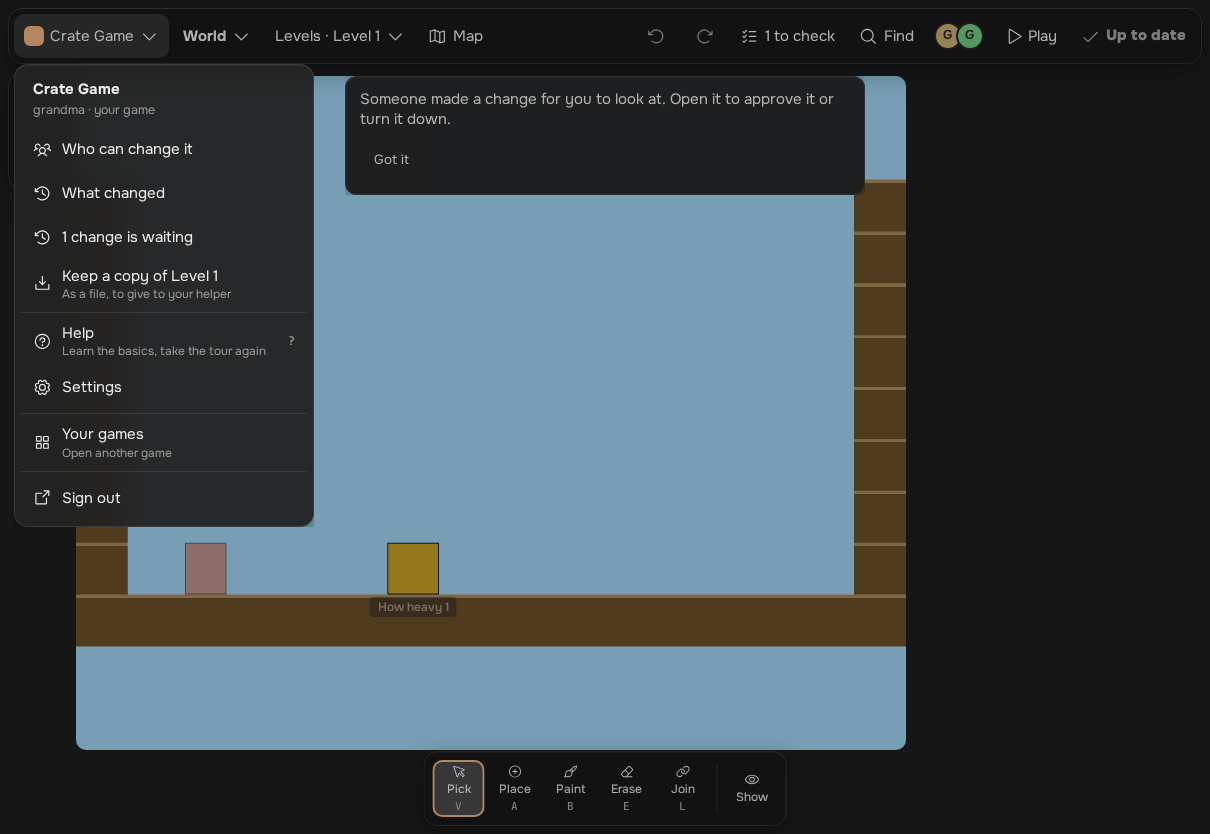 Crate Game
World
Levels · Level 1
Map
1 to check
Find
G
G
Play
Up to date
Crate Game
grandma · your game
Who can change it
What changed
1 change is waiting
Keep a copy of Level 1
As a file, to give to your helper
Help
Learn the basics, take the tour again
?
Settings
Your games
Open another game
Sign out
Someone made a change for you to look at. Open it to approve it or
turn it down.
Got it
How heavy 1
Pick
V
Place
A
Paint
B
Erase
E
Join
L
Show